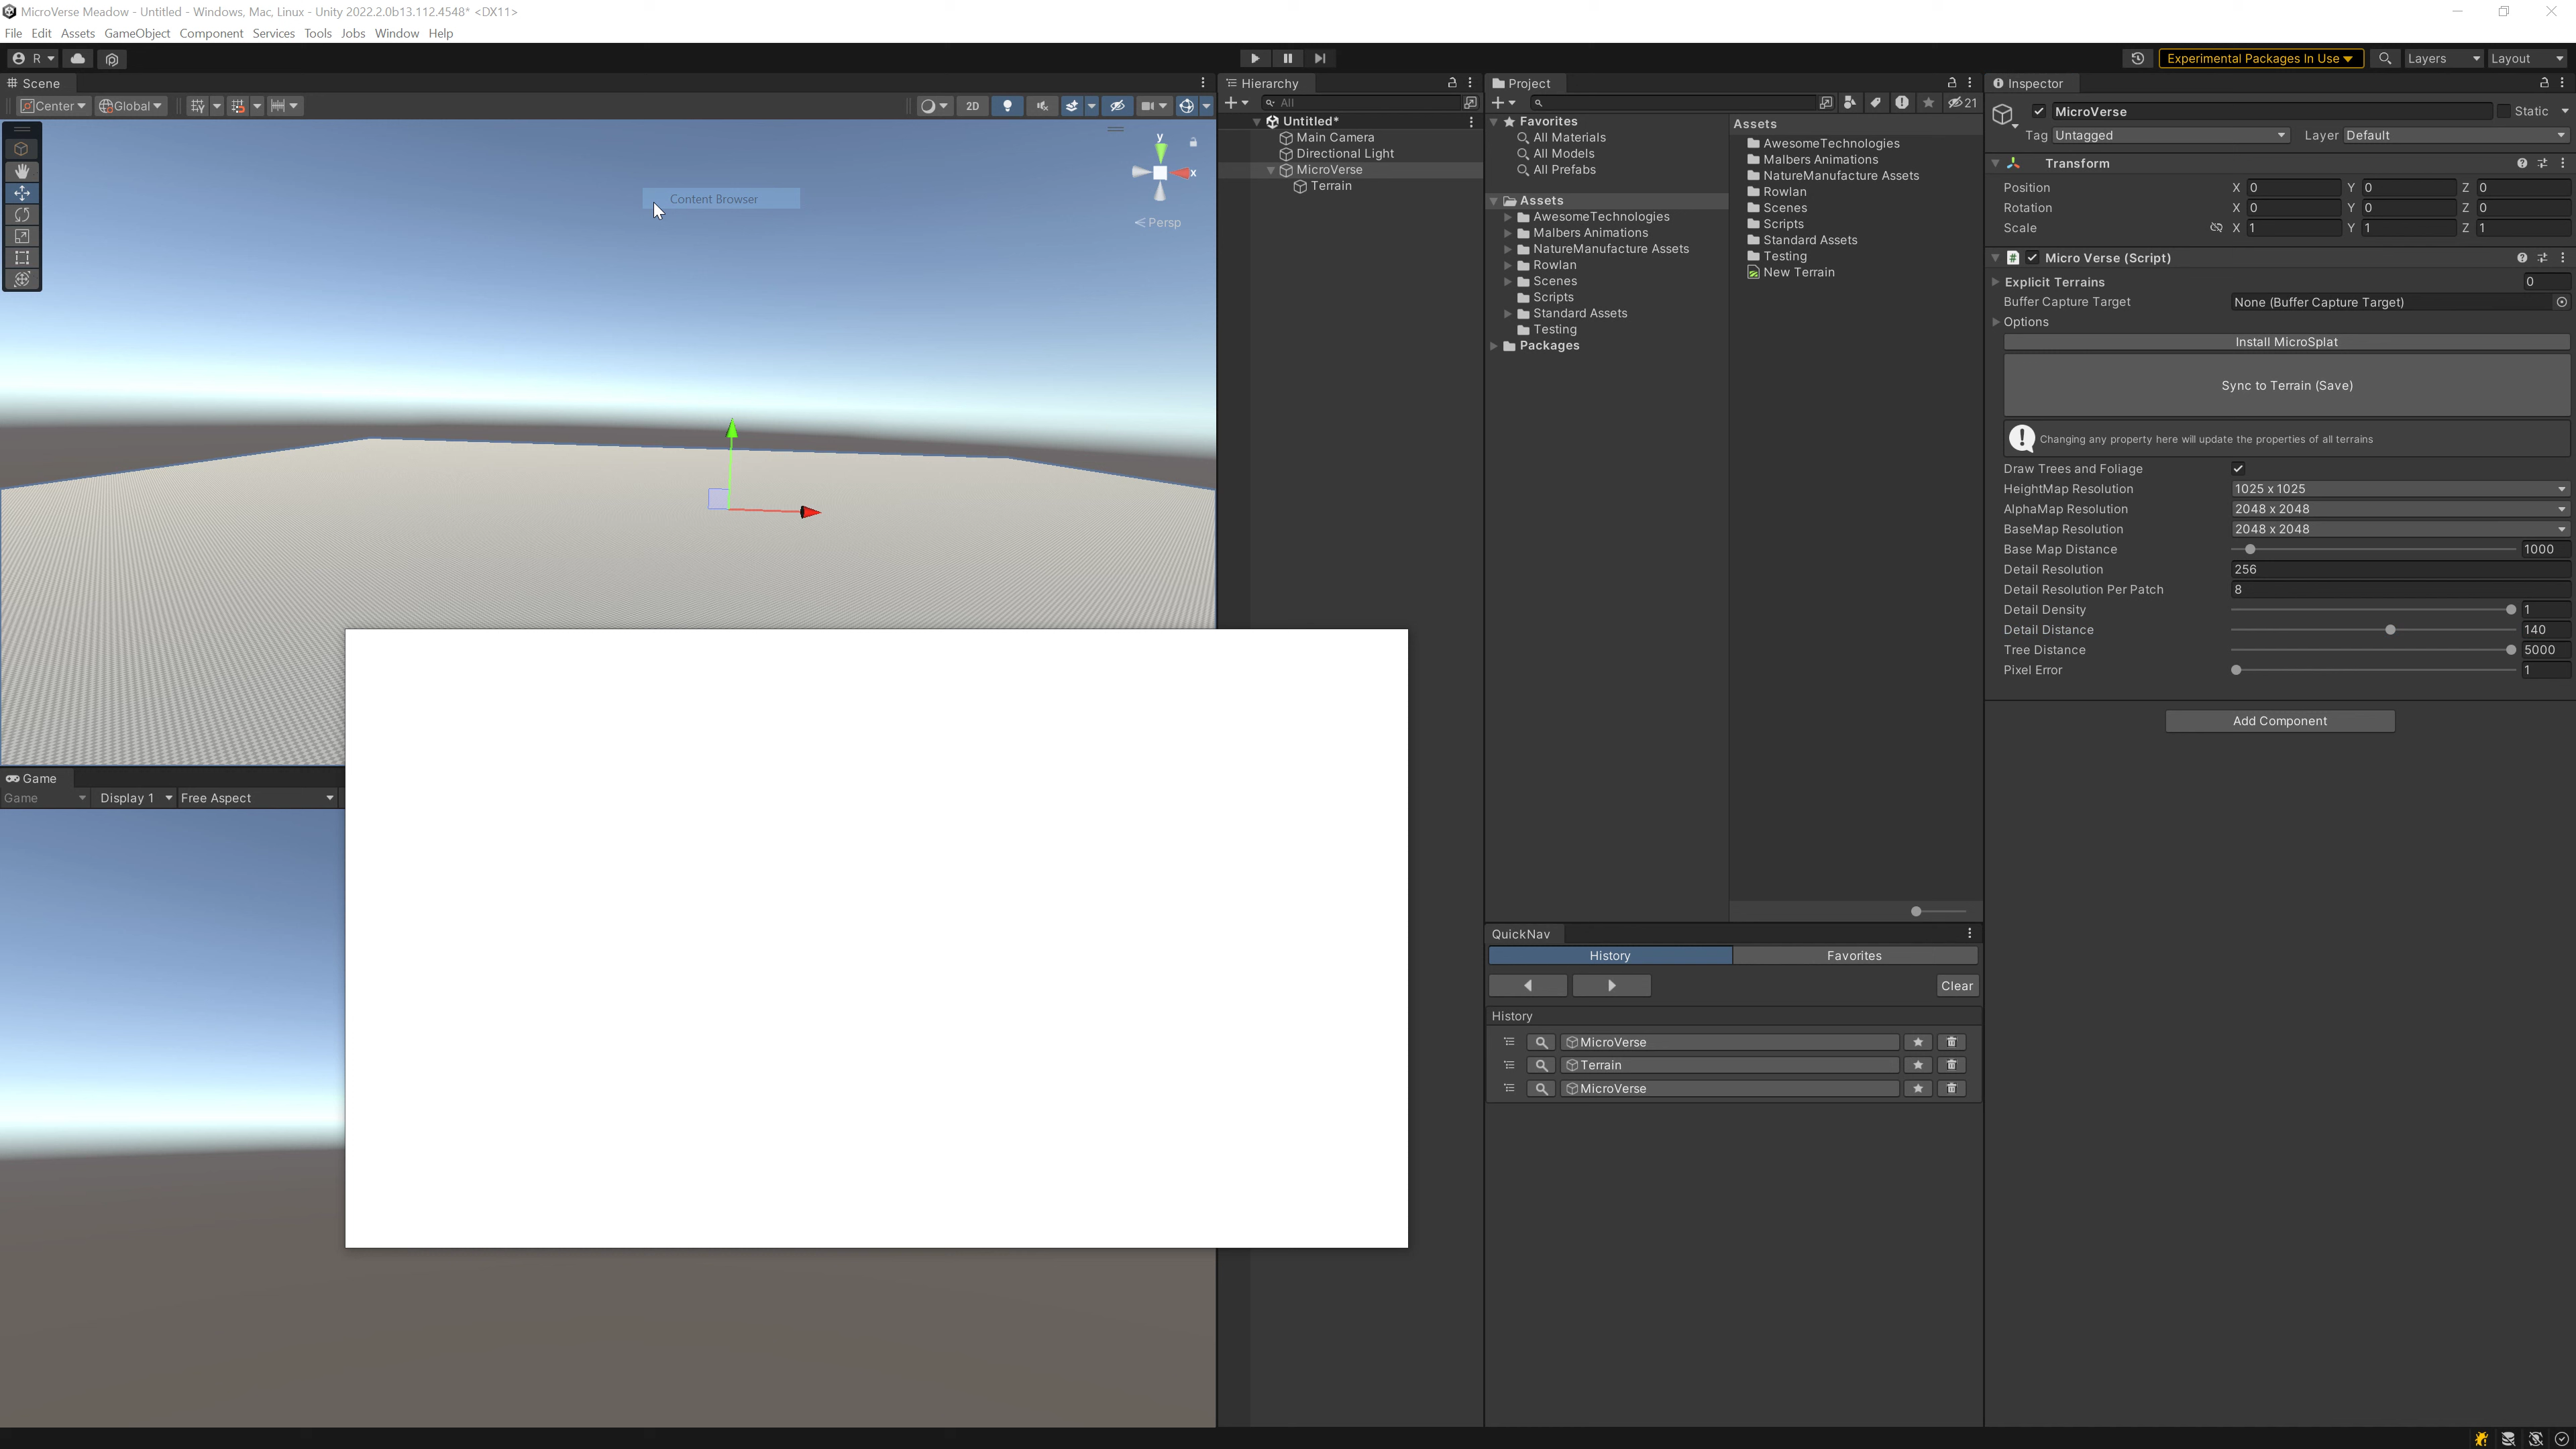 MicroVerse Meadow - Untitled - Windows, Mac, Linux - Unity 2022.2.0b13.112.4548* <DX11>
File Edit Assets GameObject Component Services Tools Jobs Window Help
R
Experimental Packages In Use
Layers
Layout
Scene
Center
Global
2D
Content Browser
y
x
Persp
Game
Game
Display 1
Free Aspect
Hierarchy
All
Untitled*
Main Camera
Directional Light
MicroVerse
Terrain
Project
21
Favorites
All Materials
All Models
All Prefabs
Assets
AwesomeTechnologies
Malbers Animations
NatureManufacture Assets
Rowlan
Scenes
Scripts
Standard Assets
Testing
Packages
Assets
AwesomeTechnologies
Malbers Animations
NatureManufacture Assets
Rowlan
Scenes
Scripts
Standard Assets
Testing
New Terrain
QuickNav
History
Favorites
Clear
History
MicroVerse
Terrain
MicroVerse
Inspector
MicroVerse
Static
Tag Untagged
Layer Default
Transform
Position X 0 Y 0 Z 0
Rotation X 0 Y 0 Z 0
Scale X 1 Y 1 Z 1
# Micro Verse (Script)
Explicit Terrains 0
Buffer Capture Target None (Buffer Capture Target)
Options
Install MicroSplat
Sync to Terrain (Save)
Changing any property here will update the properties of all terrains
Draw Trees and Foliage
HeightMap Resolution 1025 x 1025
AlphaMap Resolution 2048 x 2048
BaseMap Resolution 2048 x 2048
Base Map Distance 1000
Detail Resolution 256
Detail Resolution Per Patch 8
Detail Density 1
Detail Distance 140
Tree Distance 5000
Pixel Error 1
Add Component